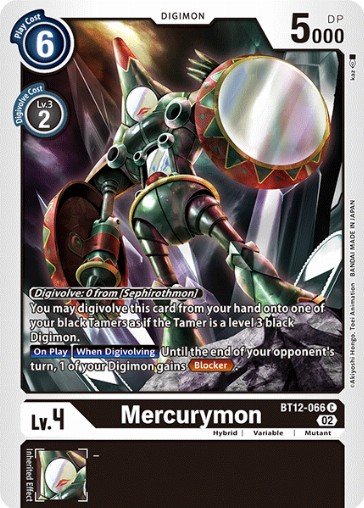 Play Cost
DIGIMON
6
DP
5000
Digivolve Cost
Lv.3
2
kaz
©Akiyoshi Hongo, Toei Animation BANDAI MADE IN JAPAN
Digivolve: 0 from [Sephirothmon]
You may digivolve this card from your hand onto one of
your black Tamers as if the Tamer is a level 3 black
Digimon.
On Play When Digivolving Until the end of your opponent's
turn, 1 of your Digimon gains Blocker.
BT12-066 C
Lv.4
Mercurymon
02
Hybrid | Variable | Mutant
Inherited Effect
-